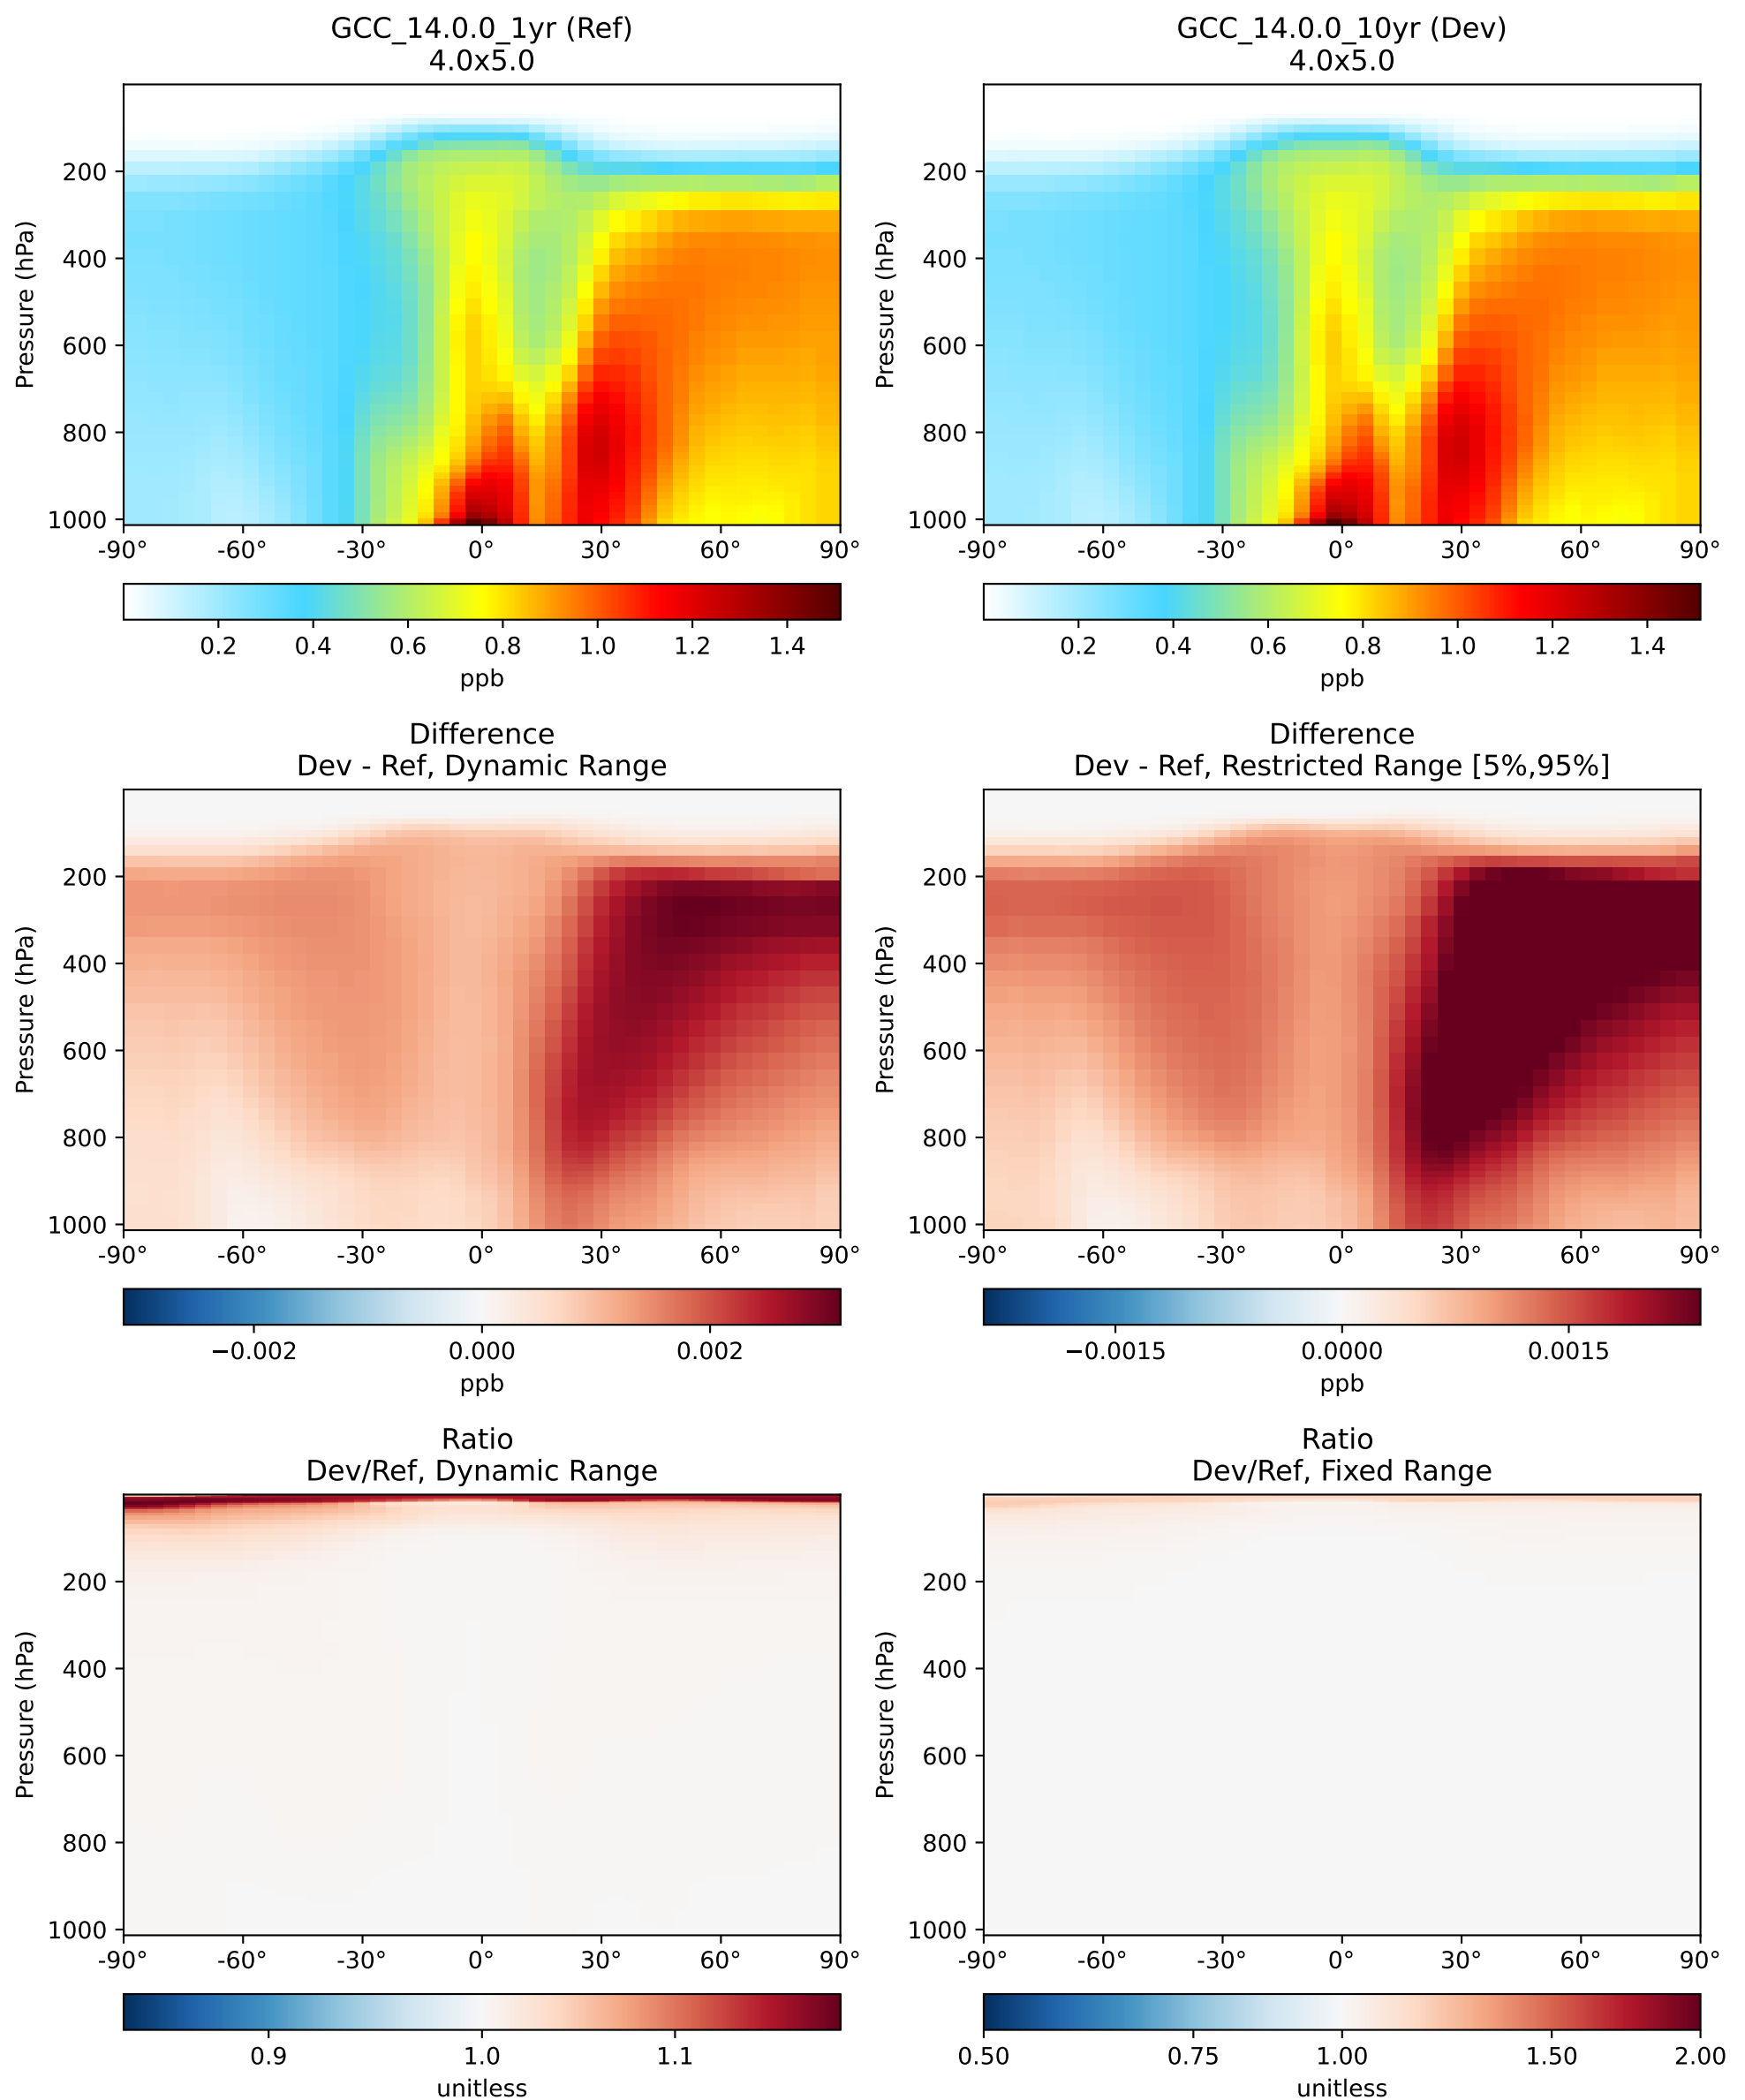 GCC_14.0.0_1yr (Ref)
4.0x5.0
Pressure (hPa)
200
400
600
800
1000
-90° -60° -30° 0° 30° 60° 90°
0.2 0.4 0.6 0.8 1.0 1.2 1.4
ppb
GCC_14.0.0_10yr (Dev)
4.0x5.0
Pressure (hPa)
200
400
600
800
1000
-90° -60° -30° 0° 30° 60° 90°
0.2 0.4 0.6 0.8 1.0 1.2 1.4
ppb
Difference
Dev - Ref, Dynamic Range
Pressure (hPa)
200
400
600
800
1000
-90° -60° -30° 0° 30° 60° 90°
−0.002 0.000 0.002
ppb
Difference
Dev - Ref, Restricted Range [5%,95%]
Pressure (hPa)
200
400
600
800
1000
-90° -60° -30° 0° 30° 60° 90°
−0.0015 0.0000 0.0015
ppb
Ratio
Dev/Ref, Dynamic Range
Pressure (hPa)
200
400
600
800
1000
-90° -60° -30° 0° 30° 60° 90°
0.9 1.0 1.1
unitless
Ratio
Dev/Ref, Fixed Range
Pressure (hPa)
200
400
600
800
1000
-90° -60° -30° 0° 30° 60° 90°
0.50 0.75 1.00 1.50 2.00
unitless